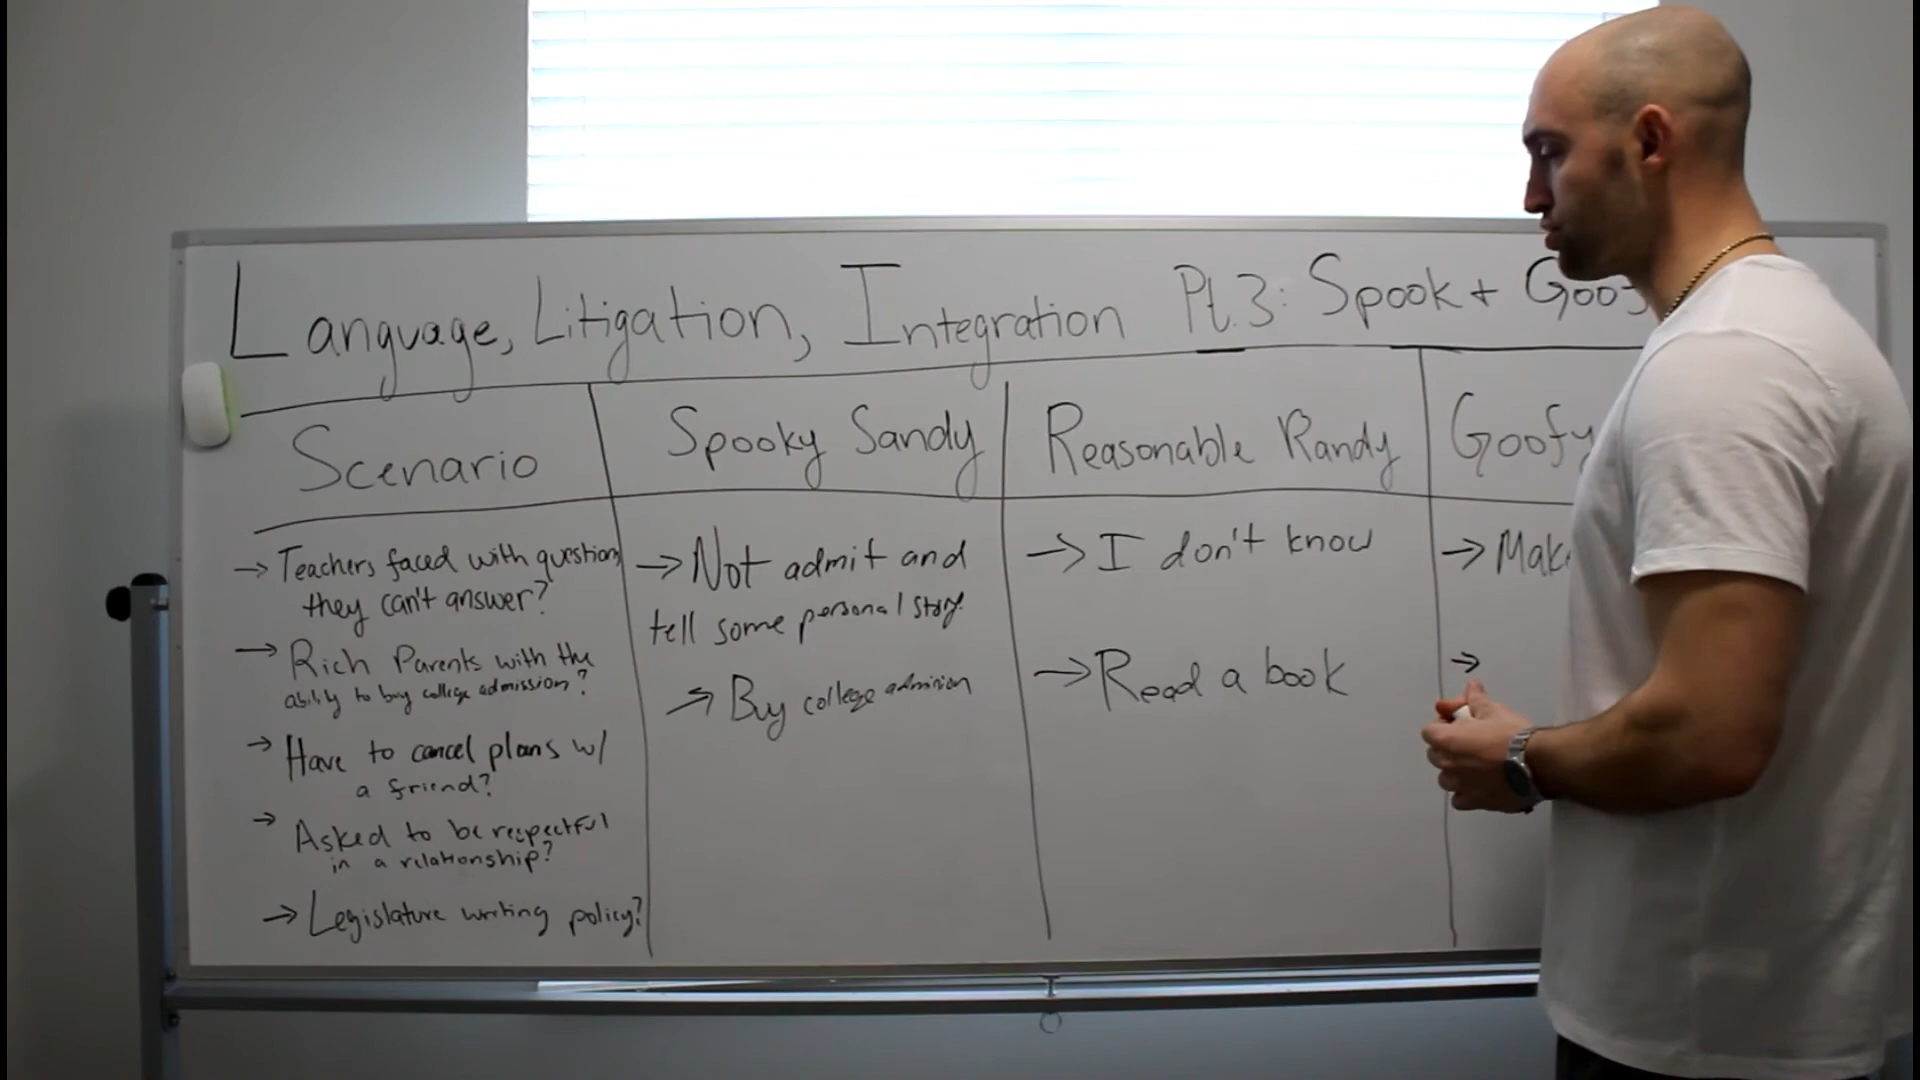 Language, Litigation, Integration Pt.3: Spook + Goof
Scenario
Spooky Sandy
Reasonable Randy
Goofy
→ Teachers faced with question
they can't answer?
→ Rich Parents with the
ability to buy college admission?
→ Have to cancel plans w/
a friend?
→ Asked to be respectful
in a relationship?
→ Legislature writing policy?
→ Not admit and
tell some personal story.
→ Buy college admission
→ I don't know
→ Read a book
→ Make
→